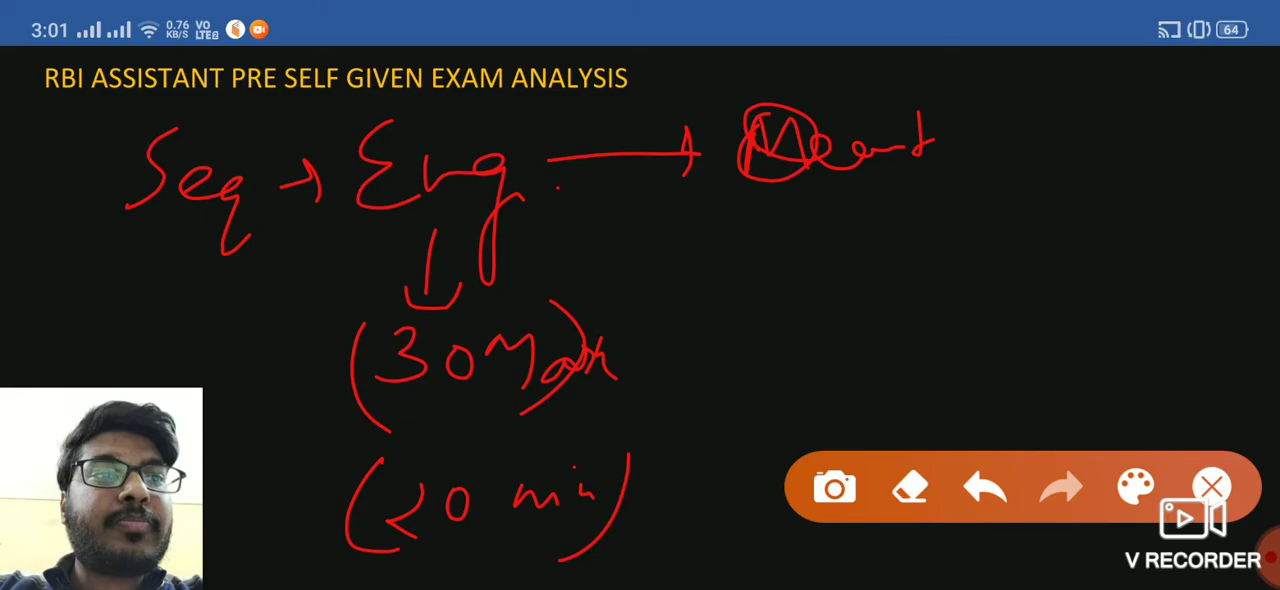 3:01 0.76 KB/S VO LTE 64
RBI ASSISTANT PRE SELF GIVEN EXAM ANALYSIS
Seq → Eng →
(30 Mark)
(20 min)
V RECORDER